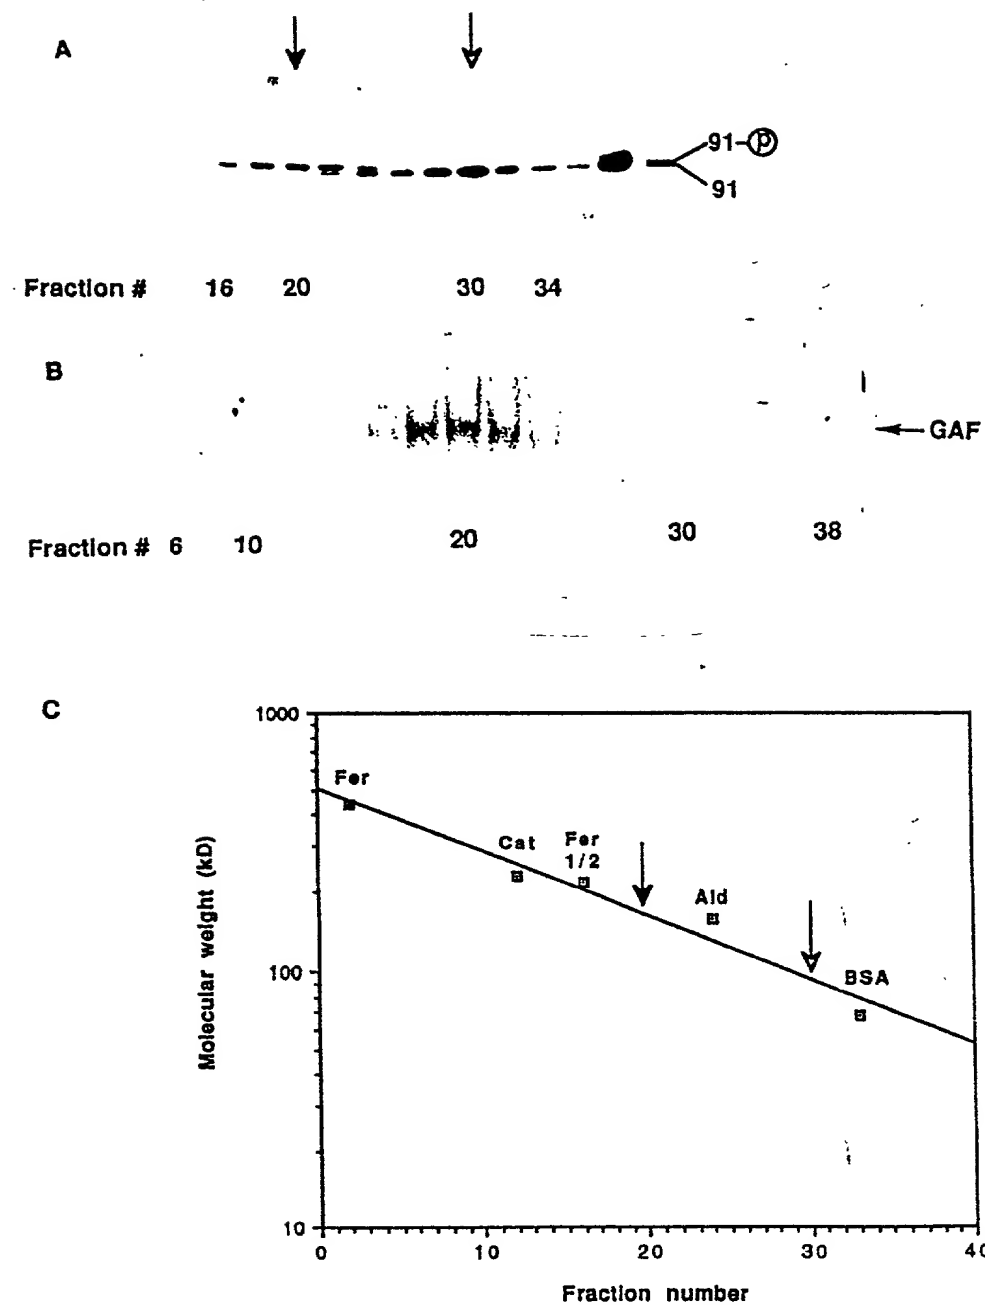 A
91-Ⓟ
91
Fraction # 16 20 30 34
B
GAF
Fraction # 6 10 20 30 38
C
1000
Fer
Cat
Fer
1/2
Ald
BSA
100
10
Molecular weight (kD)
0 10 20 30 40
Fraction number